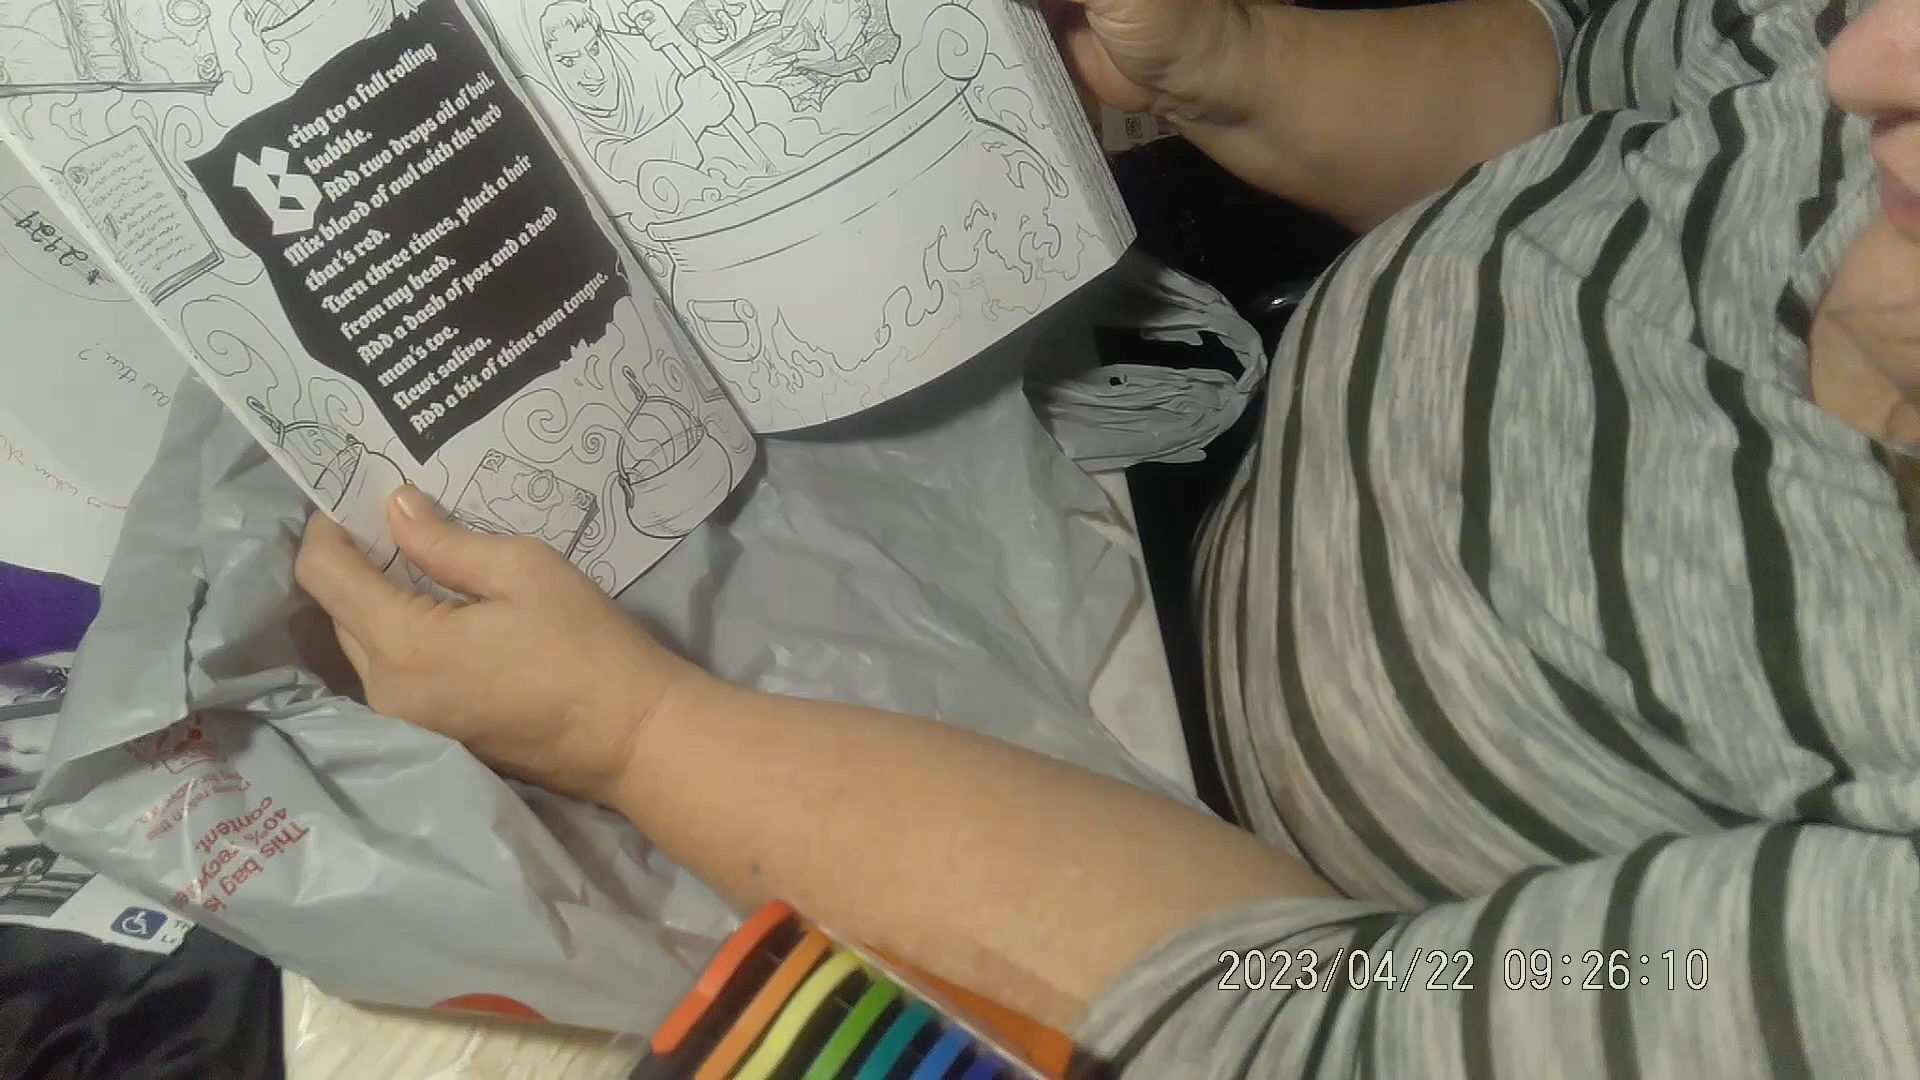 Bring to a full rolling
bubble.
Add two drops oil of boil.
Mix blood of owl with the herb
that's red.
Turn three times, pluck a hair
from my head.
Add a dash of pox and a dead
man's toe.
Newt saliva.
Add a bit of thine own tongue.
This bag is
40% recycled
content.
2023/04/22 09:26:10